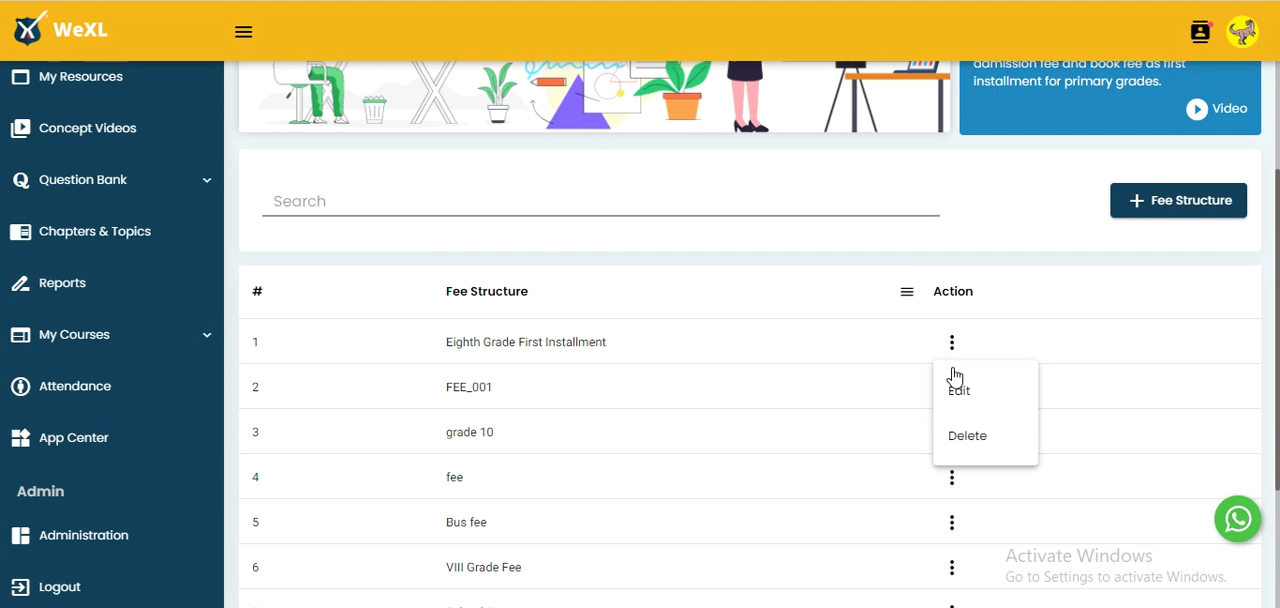 WeXL
My Resources
Concept Videos
Question Bank
Chapters & Topics
Reports
My Courses
Attendance
App Center
Admin
Administration
Logout
admission fee and book fee as first
installment for primary grades.
Video
Search
+ Fee Structure
# Fee Structure Action
1 Eighth Grade First Installment
2 FEE_001
3 grade 10
4 fee
5 Bus fee
6 VIII Grade Fee
Edit
Delete
Activate Windows
Go to Settings to activate Windows.